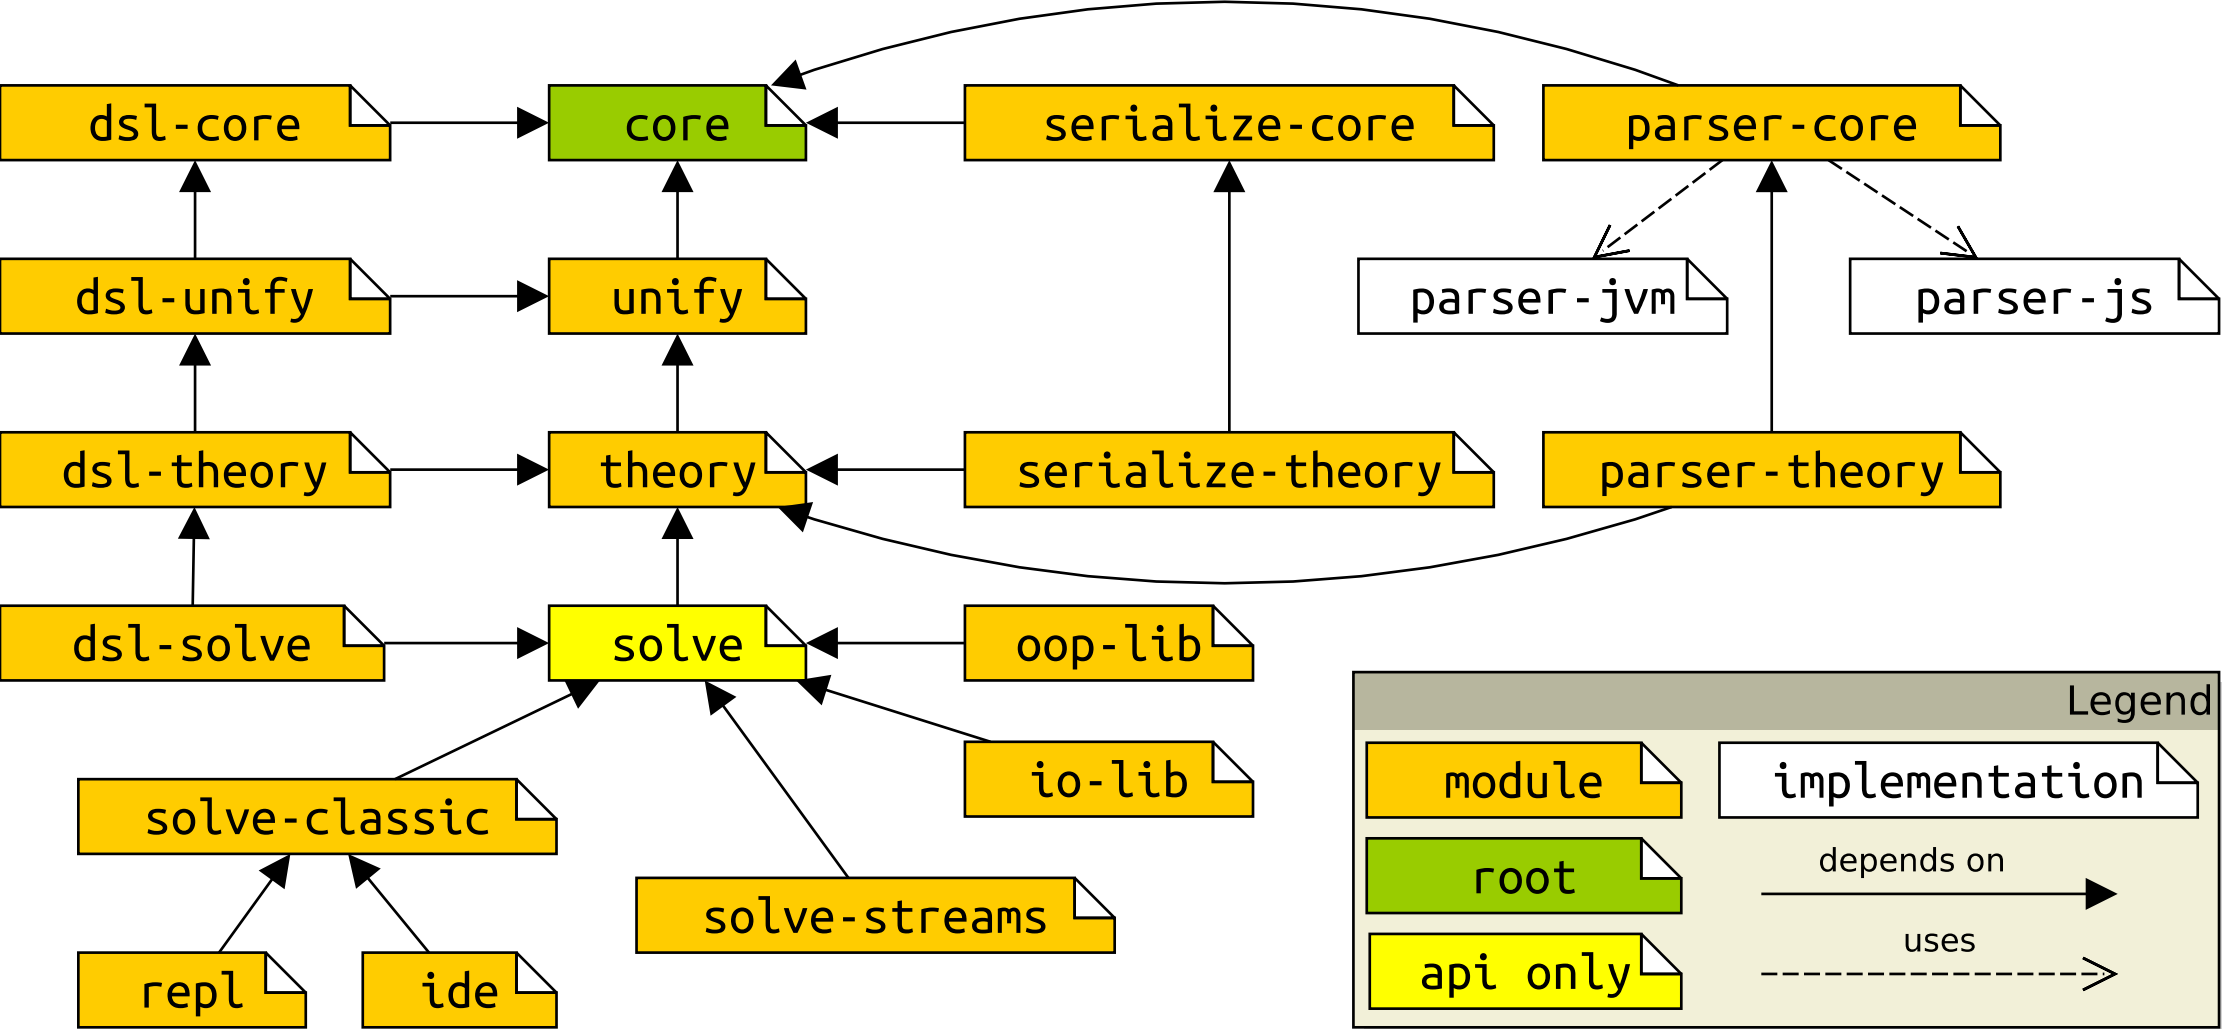 dsl-core
core
serialize-core
parser-core
dsl-unify
unify
parser-jvm
parser-js
dsl-theory
theory
serialize-theory
parser-theory
dsl-solve
solve
oop-lib
io-lib
solve-classic
solve-streams
repl
ide
Legend
module
implementation
root
depends on
api only
uses